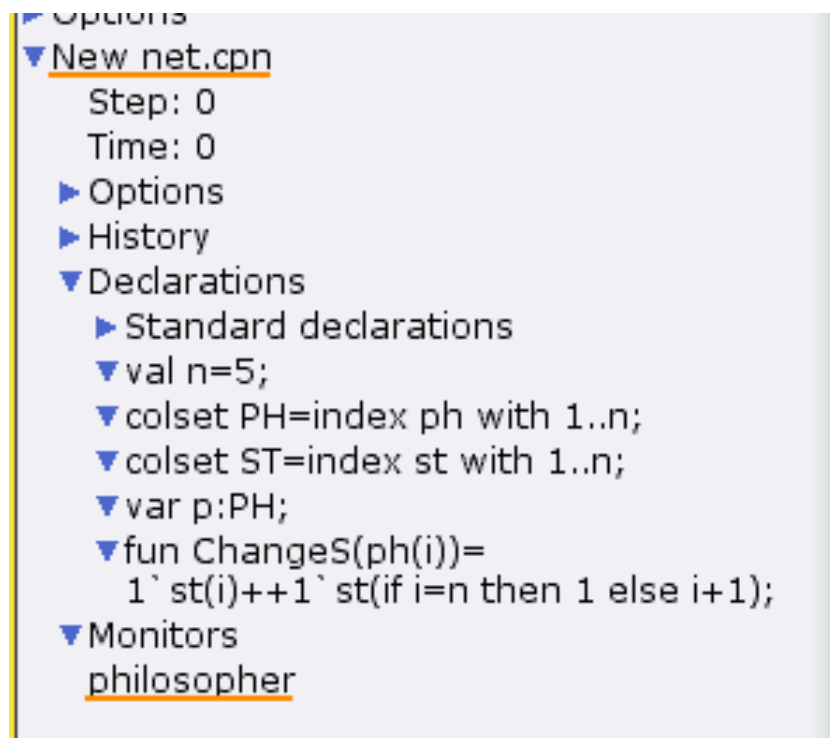 Options
New net.cpn
Step: 0
Time: 0
Options
History
Declarations
Standard declarations
val n=5;
colset PH=index ph with 1..n;
colset ST=index st with 1..n;
var p:PH;
fun ChangeS(ph(i))=
1`st(i)++1`st(if i=n then 1 else i+1);
Monitors
philosopher